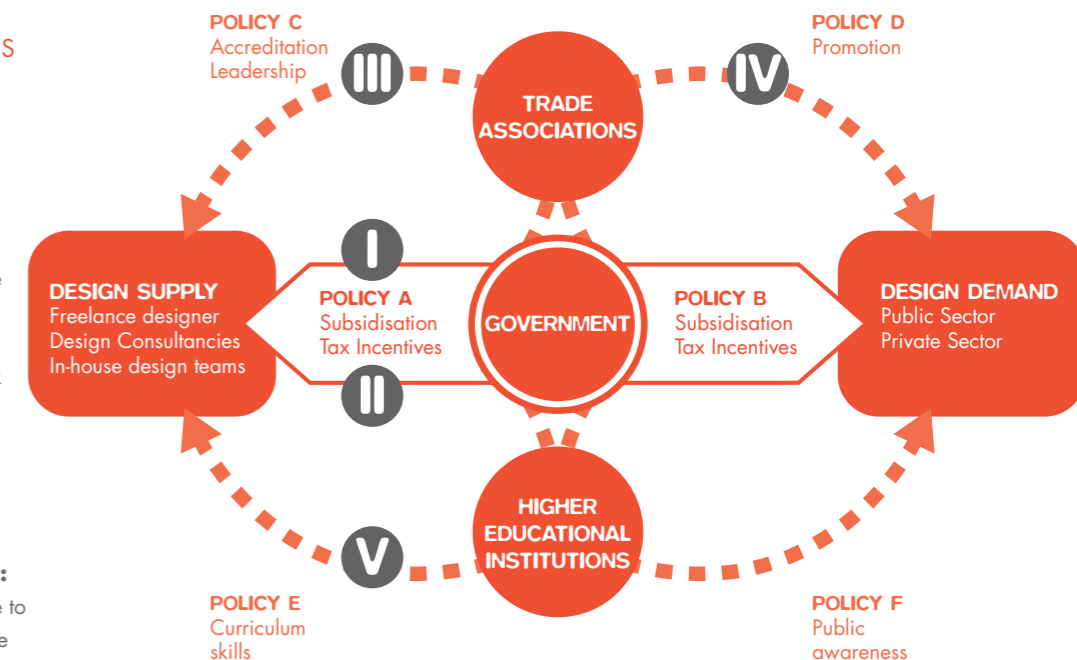 POLICY C
Accreditation
Leadership
III
TRADE
ASSOCIATIONS
IV
POLICY D
Promotion
S
DESIGN SUPPLY
Freelance designer
Design Consultancies
In-house design teams
I
POLICY A
Subsidisation
Tax Incentives
II
GOVERNMENT
POLICY B
Subsidisation
Tax Incentives
DESIGN DEMAND
Public Sector
Private Sector
HIGHER
EDUCATIONAL
INSTITUTIONS
V
:
e to
e
POLICY E
Curriculum
skills
POLICY F
Public
awareness